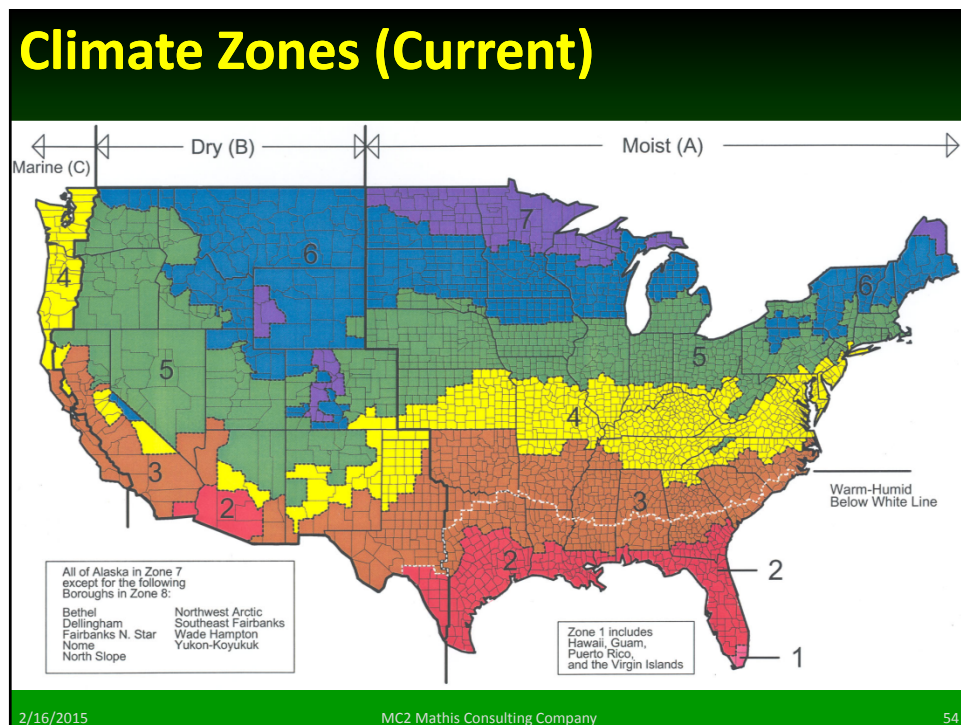 Climate Zones (Current)
Marine (C)
Dry (B)
Moist (A)
7
6
6
4
5
5
4
3
3
2
2
Warm-Humid
Below White Line
2
1
All of Alaska in Zone 7
except for the following
Boroughs in Zone 8:
Bethel
Dellingham
Fairbanks N. Star
Nome
North Slope
Northwest Arctic
Southeast Fairbanks
Wade Hampton
Yukon-Koyukuk
Zone 1 includes
Hawaii, Guam,
Puerto Rico,
and the Virgin Islands
2/16/2015
MC2 Mathis Consulting Company
54